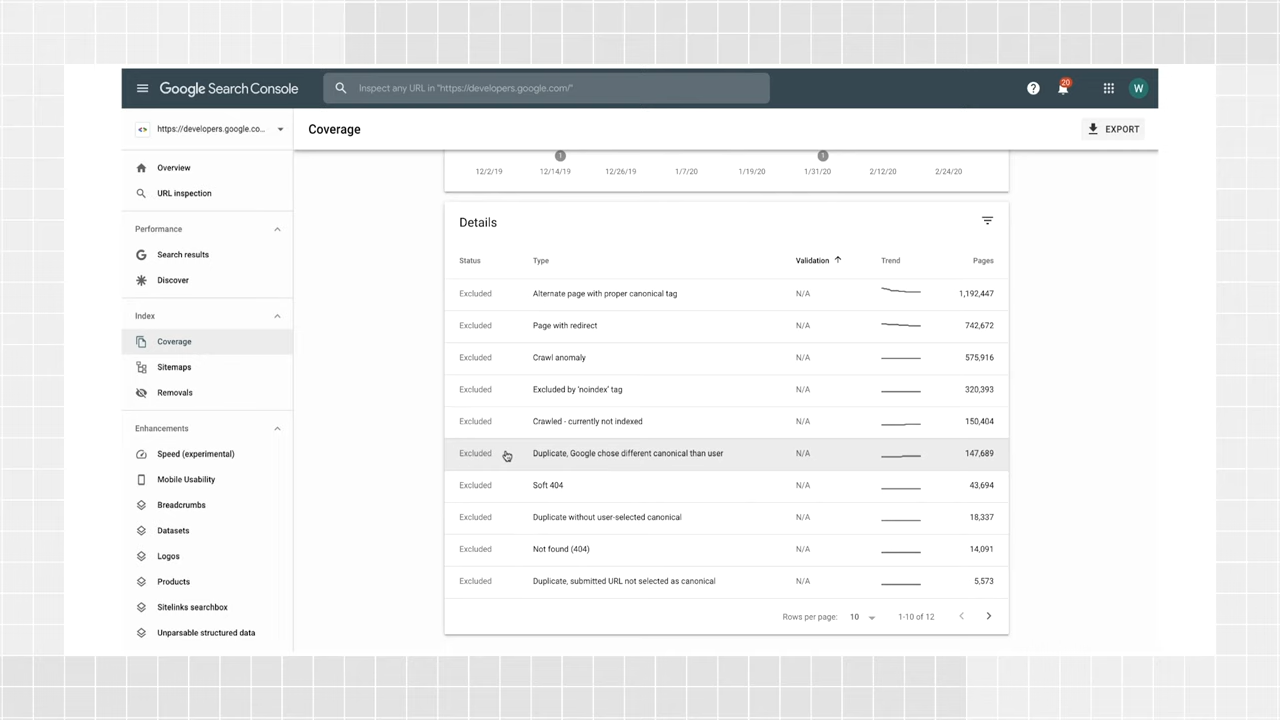 Google Search Console
Inspect any URL in "https://developers.google.com/"
20
W
https://developers.google.co...
Coverage
EXPORT
Overview
URL inspection
Performance
Search results
Discover
Index
Coverage
Sitemaps
Removals
Enhancements
Speed (experimental)
Mobile Usability
Breadcrumbs
Datasets
Logos
Products
Sitelinks searchbox
Unparsable structured data
1 1
12/2/19 12/14/19 12/26/19 1/7/20 1/19/20 1/31/20 2/12/20 2/24/20
Details
Status Type Validation Trend Pages
Excluded Alternate page with proper canonical tag N/A 1,192,447
Excluded Page with redirect N/A 742,672
Excluded Crawl anomaly N/A 575,916
Excluded Excluded by 'noindex' tag N/A 320,393
Excluded Crawled - currently not indexed N/A 150,404
Excluded Duplicate, Google chose different canonical than user N/A 147,689
Excluded Soft 404 N/A 43,694
Excluded Duplicate without user-selected canonical N/A 18,337
Excluded Not found (404) N/A 14,091
Excluded Duplicate, submitted URL not selected as canonical N/A 5,573
Rows per page: 10 1-10 of 12